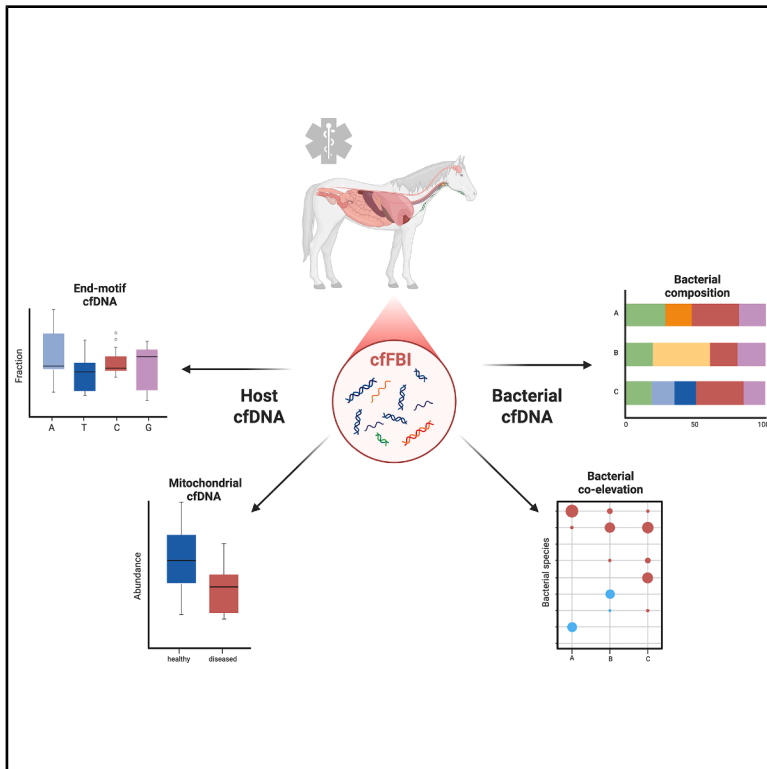 End-motif
cfDNA
Fraction
A T C G
Host
cfDNA
cfFBI
Bacterial
cfDNA
Bacterial
composition
A
B
C
0 50 100
Mitochondrial
cfDNA
Abundance
healthy diseased
Bacterial
co-elevation
Bacterial species
A B C